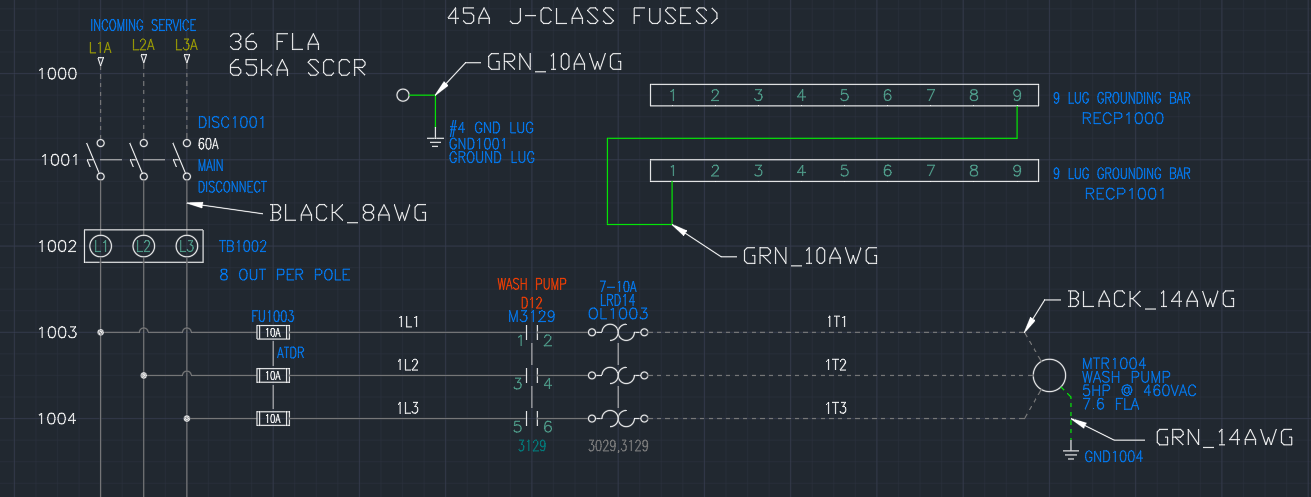 45A J-CLASS FUSES)
INCOMING SERVICE
L1A L2A L3A
36 FLA
65kA SCCR
1000
GRN_10AWG
#4 GND LUG
GND1001
GROUND LUG
1 2 3 4 5 6 7 8 9
9 LUG GROUNDING BAR
RECP1000
DISC1001
60A
1001
MAIN
DISCONNECT
1 2 3 4 5 6 7 8 9
9 LUG GROUNDING BAR
RECP1001
BLACK_8AWG
1002
L1 L2 L3
TB1002
8 OUT PER POLE
GRN_10AWG
WASH PUMP
D12
M3129
7-10A
LRD14
OL1003
BLACK_14AWG
FU1003
1003
10A
1L1
1 2
1T1
ATDR
10A
1L2
3 4
1T2
MTR1004
WASH PUMP
5HP @ 460VAC
7.6 FLA
1004
10A
1L3
5 6
1T3
3129
3029,3129
GRN_14AWG
GND1004